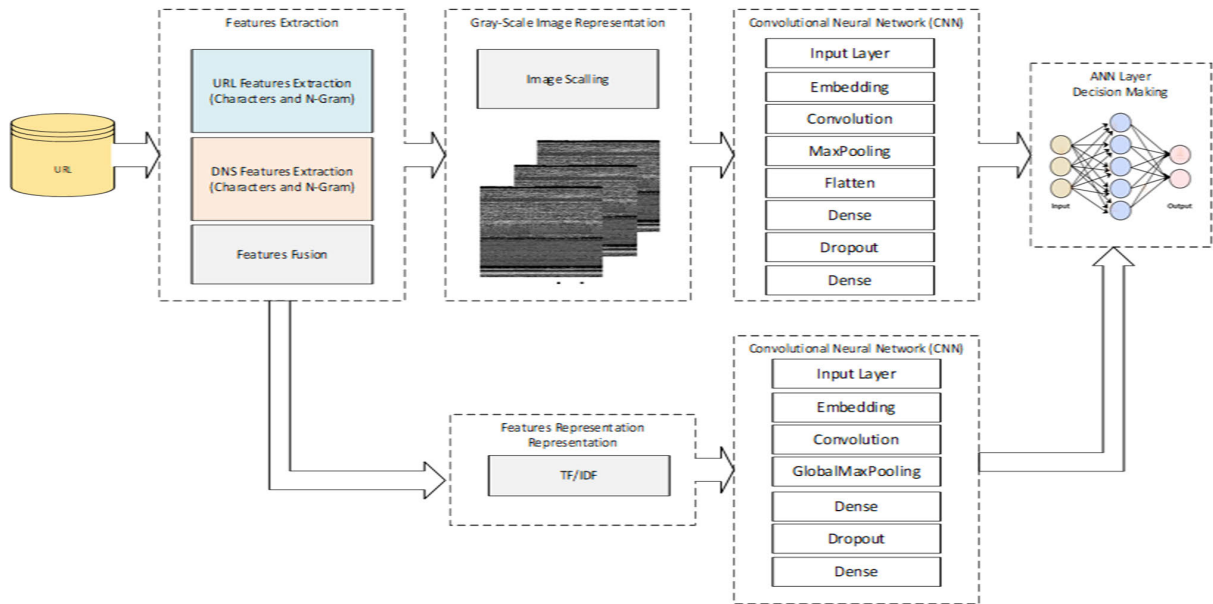 URL
Features Extraction
URL Features Extraction
(Characters and N-Gram)
DNS Features Extraction
(Characters and N-Gram)
Features Fusion
Gray-Scale Image Representation
Image Scalling
Convolutional Neural Network (CNN)
Input Layer
Embedding
Convolution
MaxPooling
Flatten
Dense
Dropout
Dense
ANN Layer
Decision Making
Input
Output
Features Representation
Representation
TF/IDF
Convolutional Neural Network (CNN)
Input Layer
Embedding
Convolution
GlobalMaxPooling
Dense
Dropout
Dense